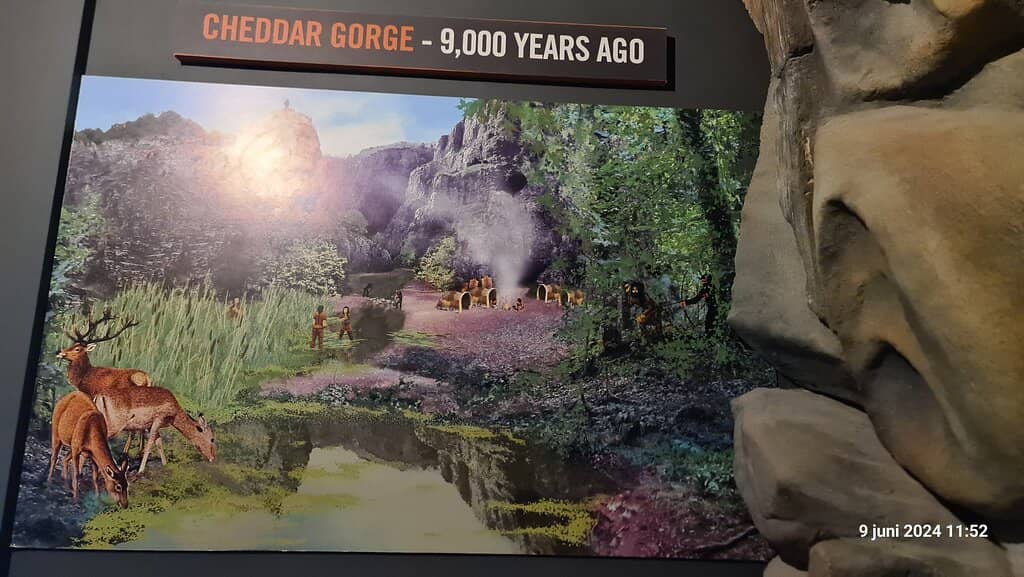 CHEDDAR GORGE - 9,000 YEARS AGO
9 juni 2024 11:52